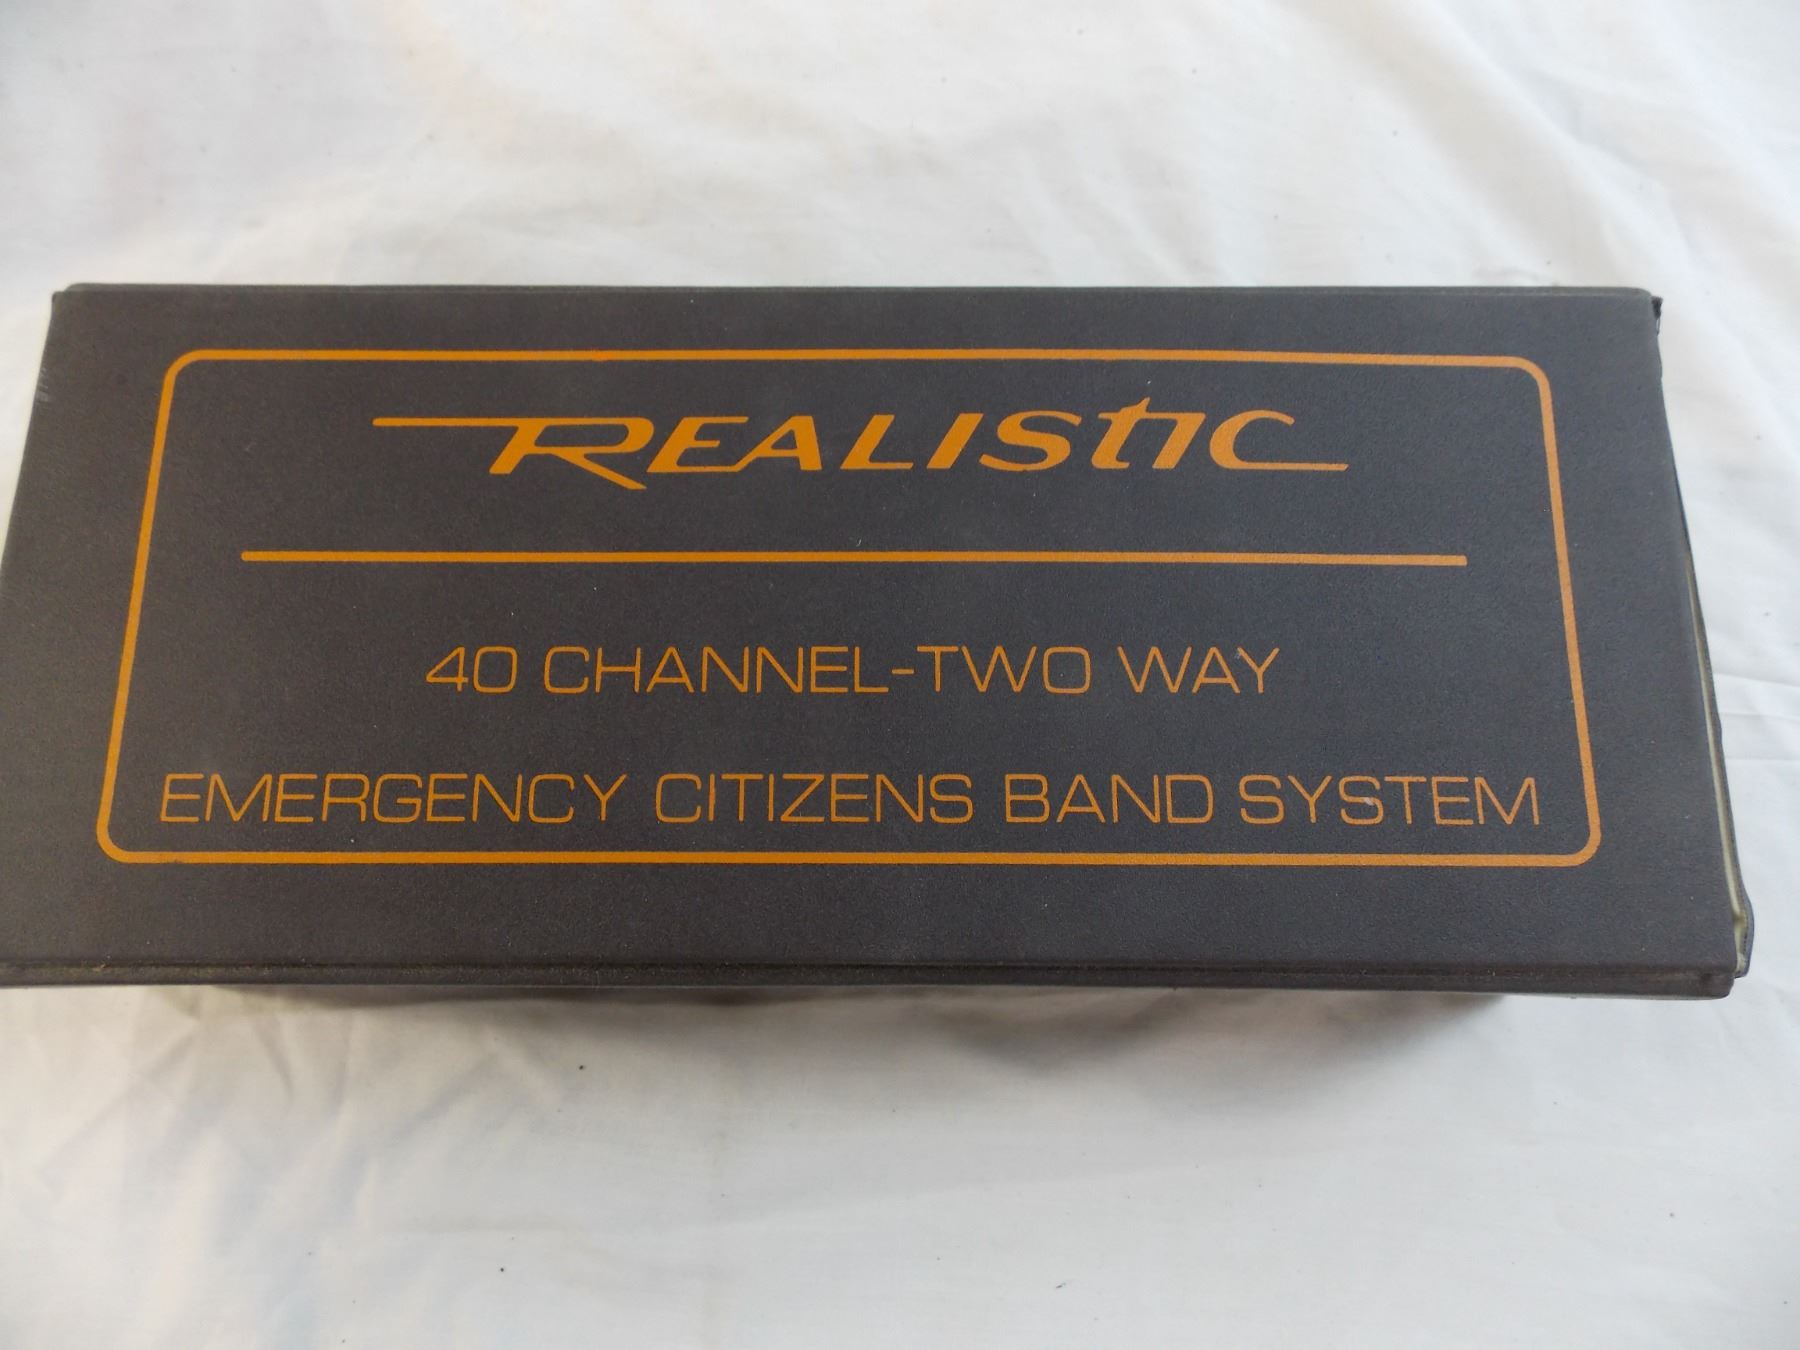 REALISTIC
40 CHANNEL-TWO WAY
EMERGENCY CITIZENS BAND SYSTEM